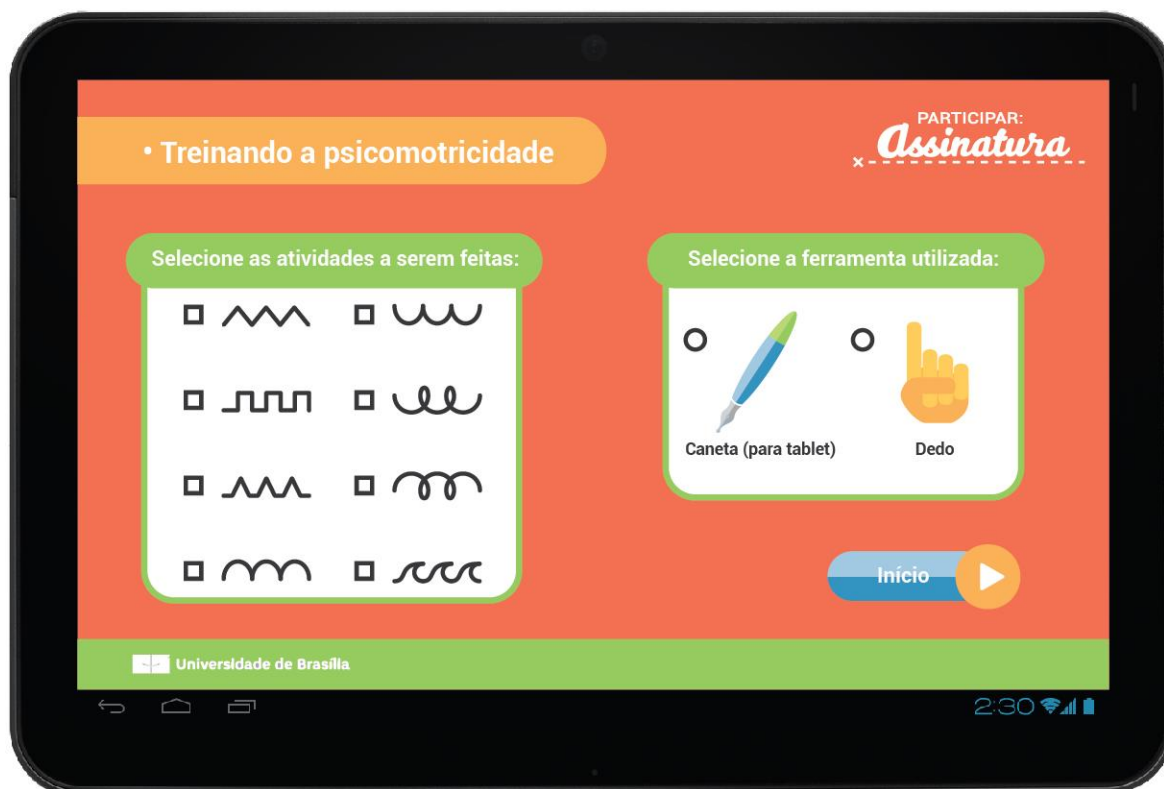 • Treinando a psicomotricidade
PARTICIPAR:
Assinatura
Selecione as atividades a serem feitas:
Selecione a ferramenta utilizada:
Caneta (para tablet)
Dedo
Início
Universidade de Brasília
2:30